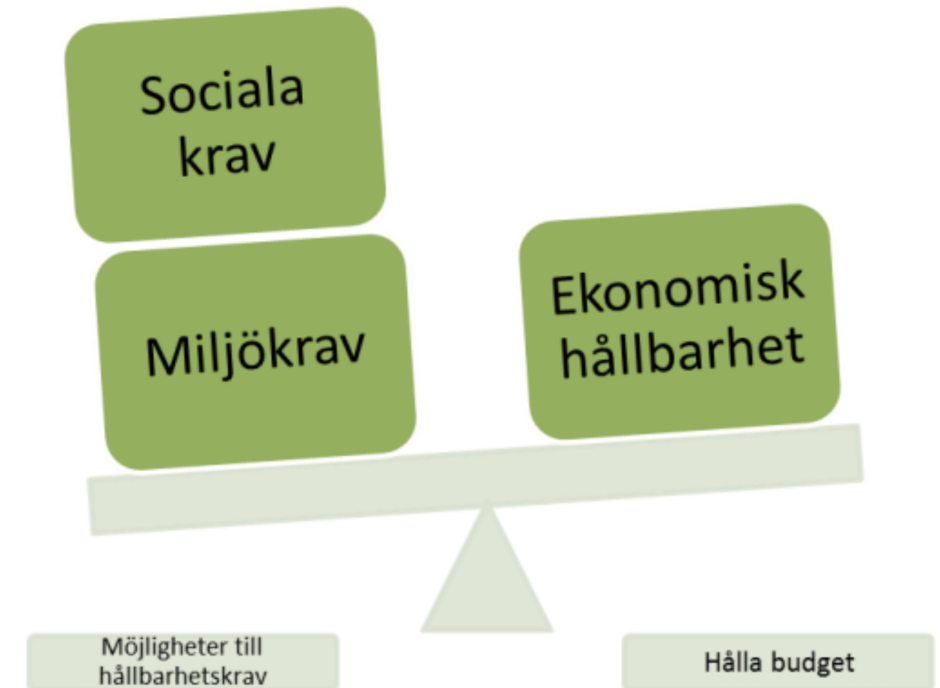 Sociala
krav
Miljökrav
Ekonomisk
hållbarhet
Möjligheter till
hållbarhetskrav
Hålla budget